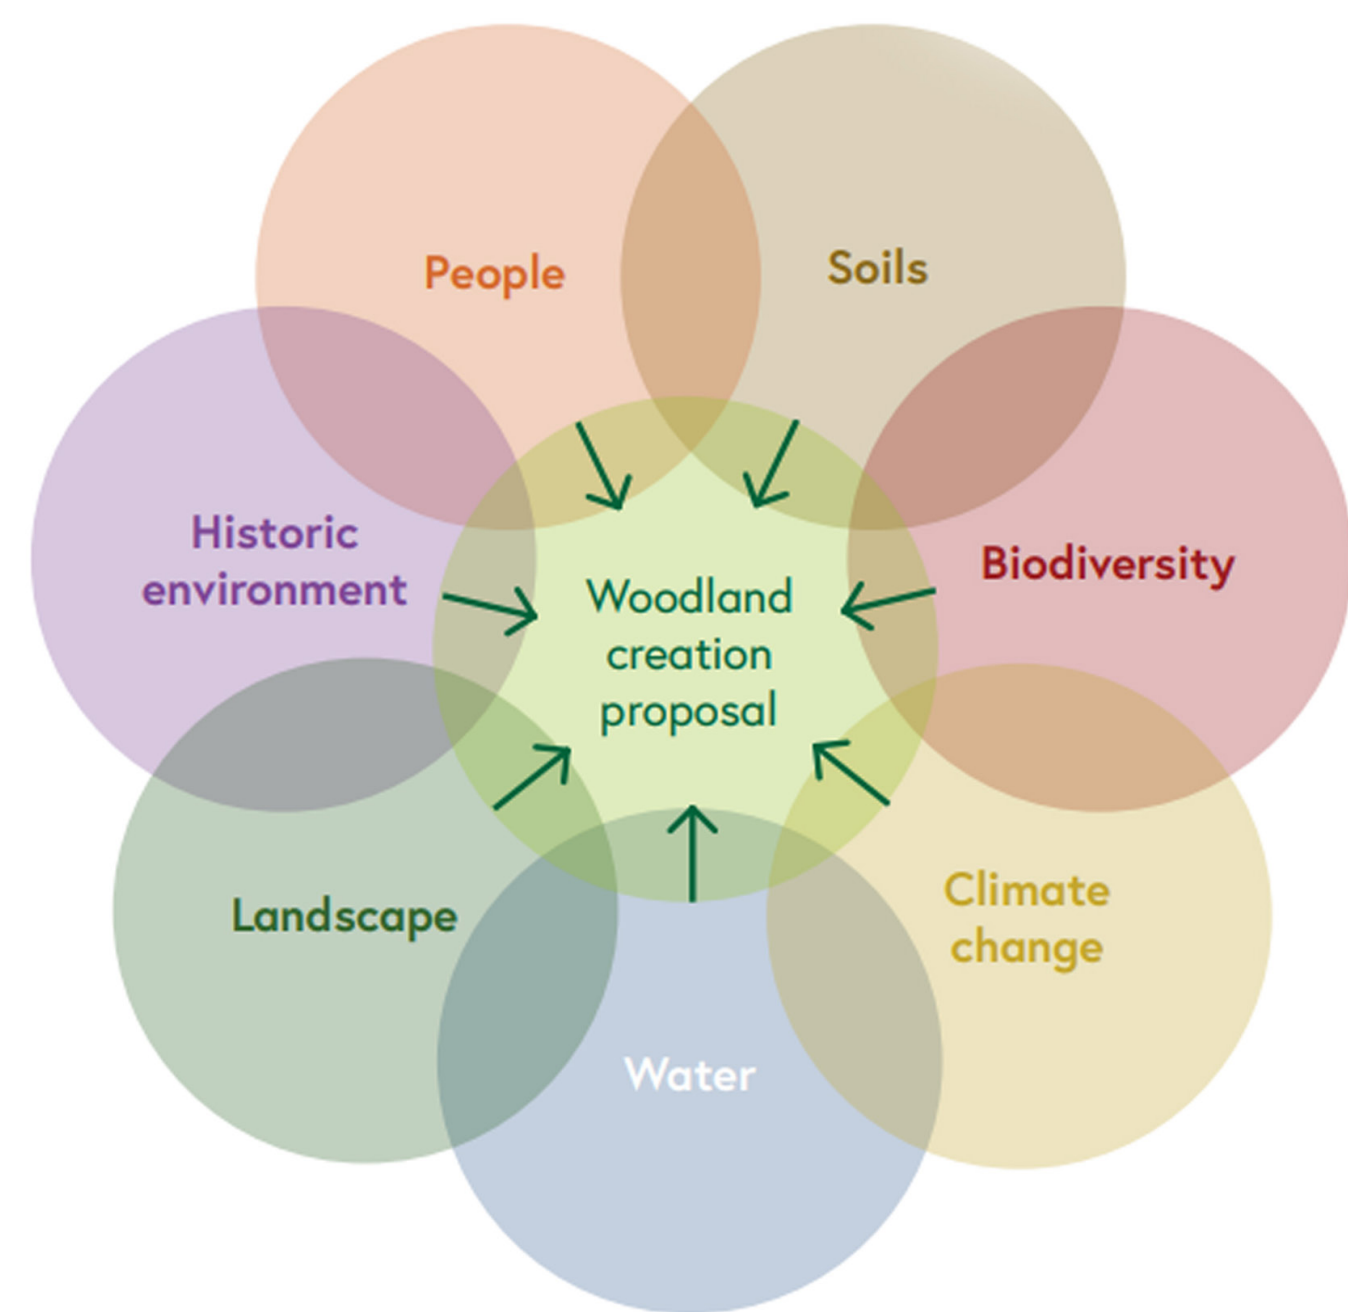 People
Soils
Historic
environment
Biodiversity
Woodland
creation
proposal
Landscape
Climate
change
Water